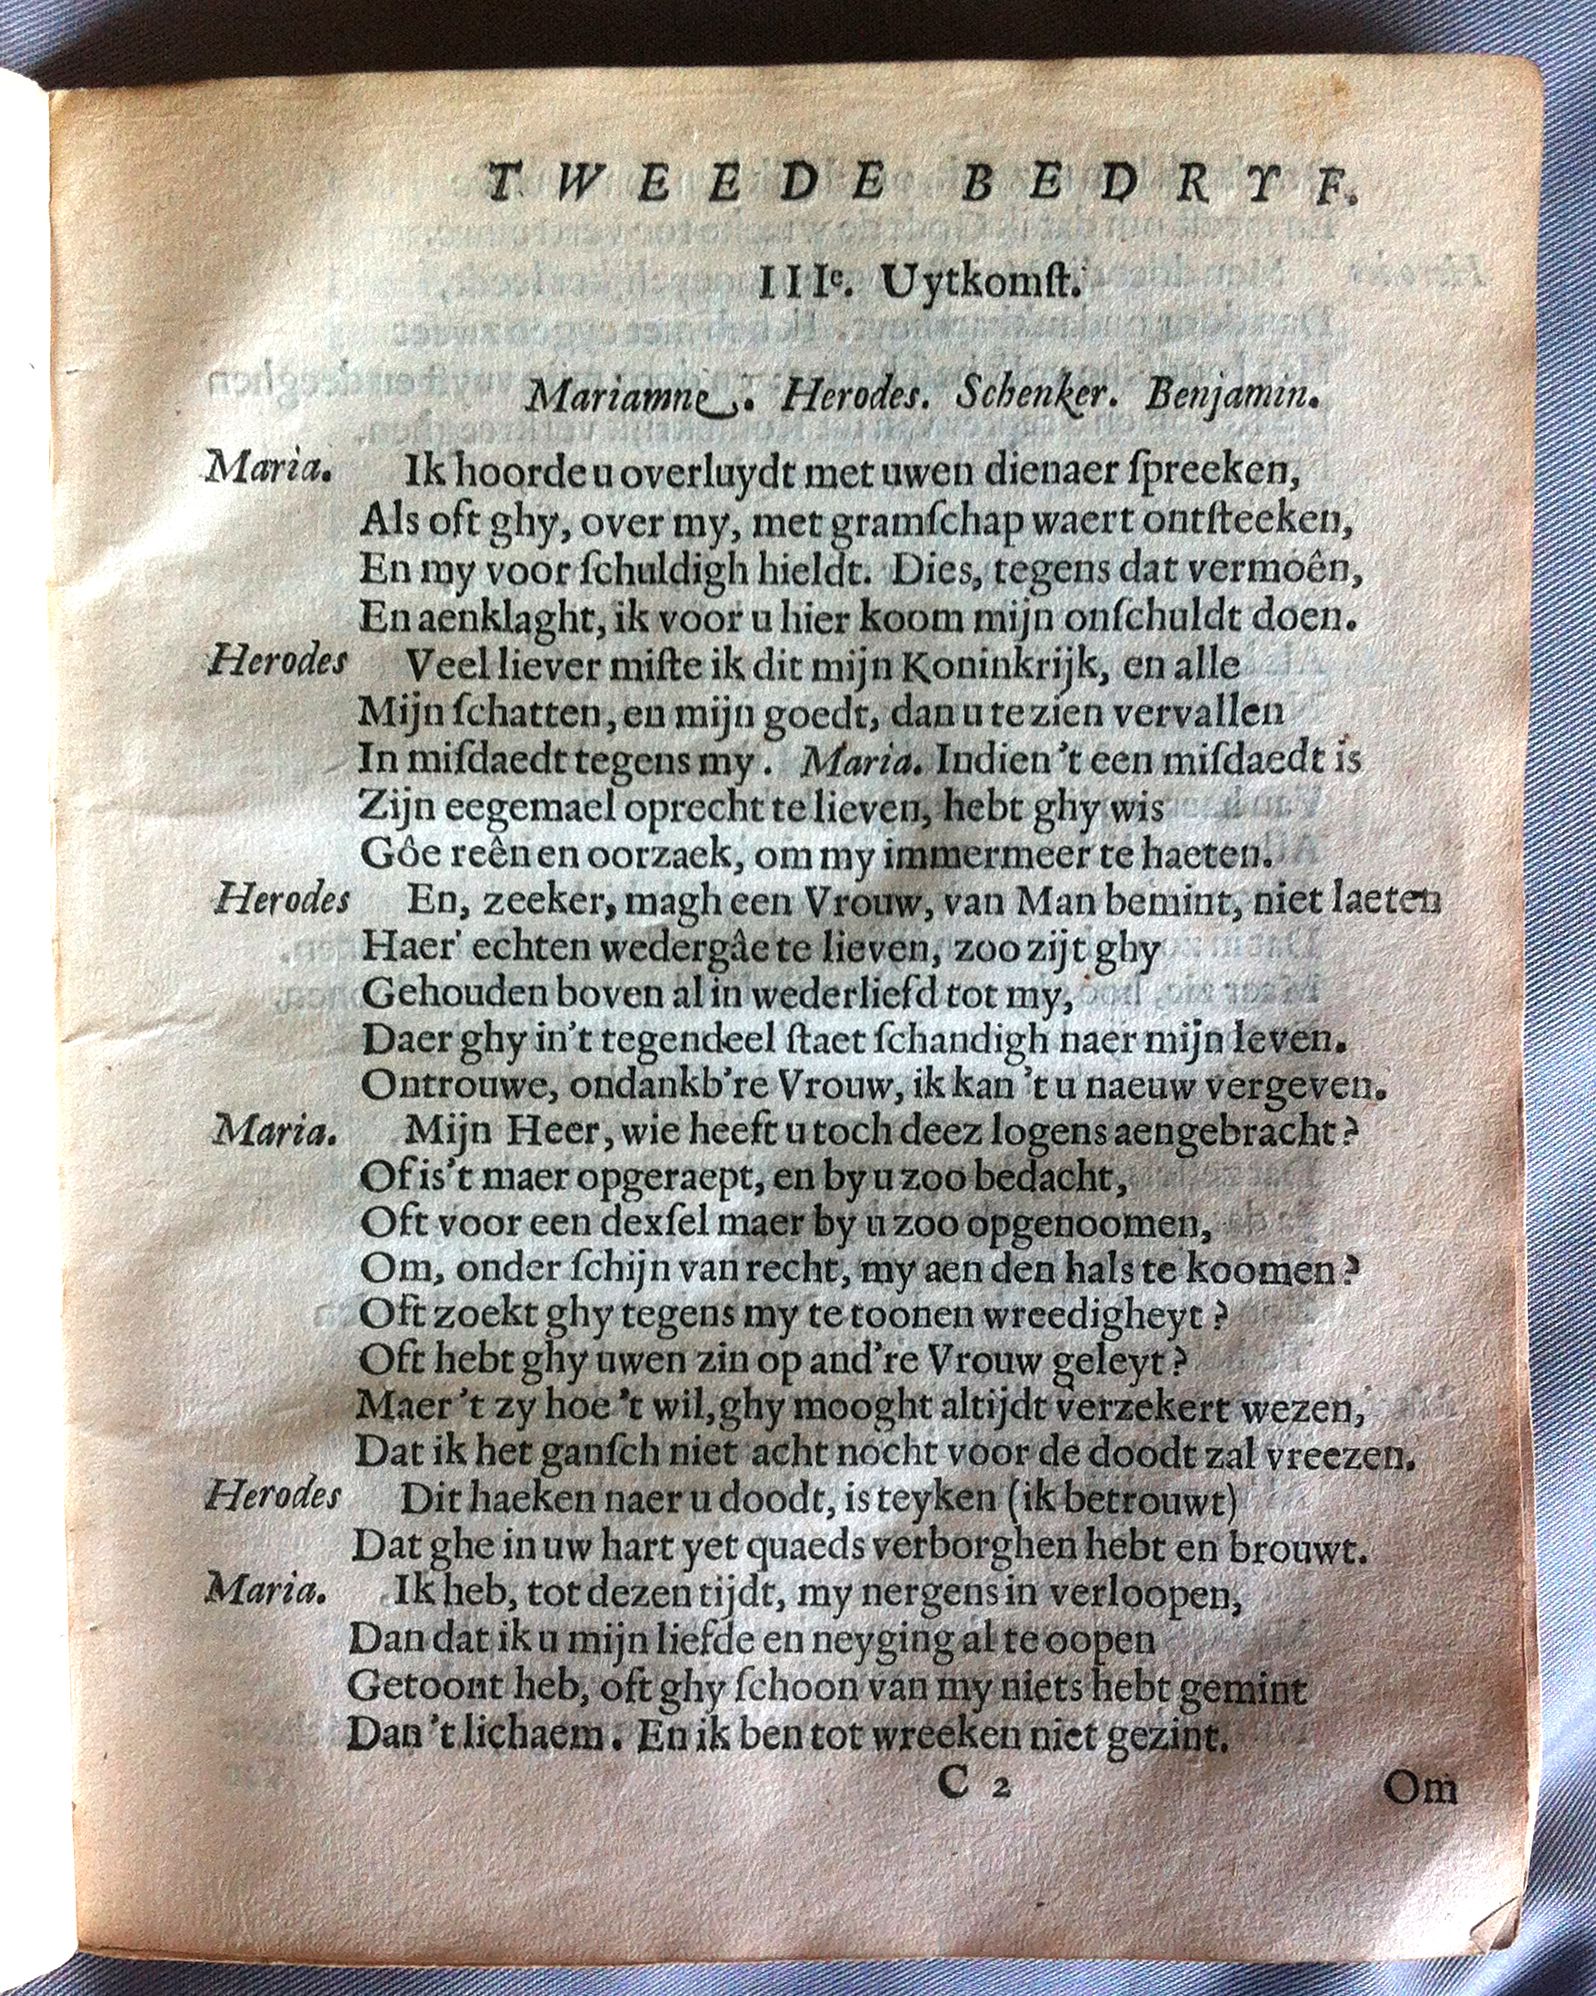 TWEEDE BEDRYF.
IIIe. Uytkomſt.
Mariamne. Herodes. Schenker. Benjamin.
Maria. Ik hoorde u overluydt met uwen dienaer ſpreeken,
Als oft ghy, over my, met gramſchap waert ontſteeken,
En my voor ſchuldigh hieldt. Dies, tegens dat vermoên,
En aenklaght, ik voor u hier koom mijn onſchuldt doen.
Herodes Veel liever miſte ik dit mijn Koninkrijk, en alle
Mijn ſchatten, en mijn goedt, dan u te zien vervallen
In miſdaedt tegens my. Maria. Indien 't een miſdaedt is
Zijn eegemael oprecht te lieven, hebt ghy wis
Gôe reên en oorzaek, om my immermeer te haeten.
Herodes En, zeeker, magh een Vrouw, van Man bemint, niet laeten
Haer' echten wedergâe te lieven, zoo zijt ghy
Gehouden boven al in wederliefd tot my,
Daer ghy in't tegendeel ſtaet ſchandigh naer mijn leven.
Ontrouwe, ondankb're Vrouw, ik kan 't u naeuw vergeven.
Maria. Mijn Heer, wie heeft u toch deez logens aengebracht?
Of is't maer opgeraept, en by u zoo bedacht,
Oft voor een dexſel maer by u zoo opgenoomen,
Om, onder ſchijn van recht, my aen den hals te koomen?
Oft zoekt ghy tegens my te toonen wreedigheyt?
Oft hebt ghy uwen zin op and're Vrouw geleyt?
Maer 't zy hoe 't wil, ghy mooght altijdt verzekert wezen,
Dat ik het ganſch niet acht nocht voor de doodt zal vreezen.
Herodes Dit haeken naer u doodt, is teyken (ik betrouwt)
Dat ghe in uw hart yet quaeds verborghen hebt en brouwt.
Maria. Ik heb, tot dezen tijdt, my nergens in verloopen,
Dan dat ik u mijn liefde en neyging al te oopen
Getoont heb, oft ghy ſchoon van my niets hebt gemint
Dan 't lichaem. En ik ben tot wreeken niet gezint.
C 2 Om